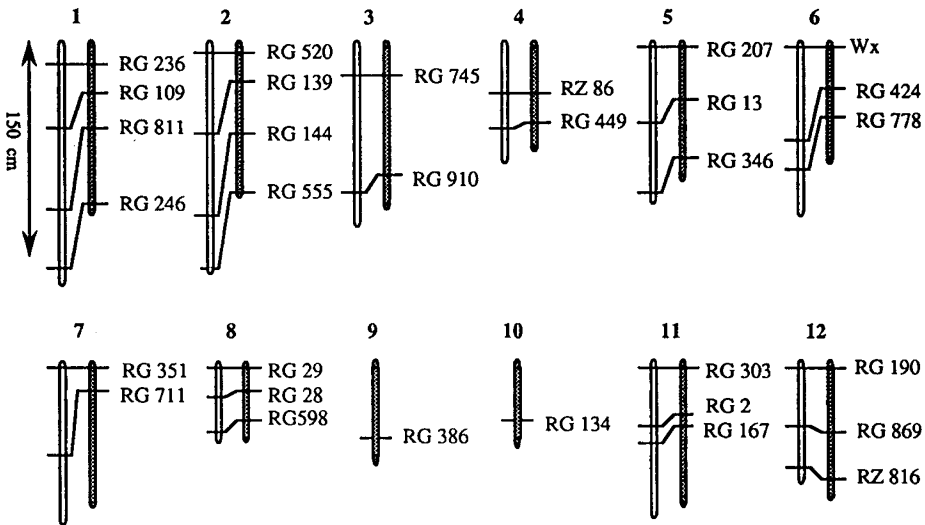 1 2 3 4 5 6
150 cm
RG 236
RG 109
RG 811
RG 246
RG 520
RG 139
RG 144
RG 555
RG 745
RG 910
RZ 86
RG 449
RG 207
RG 13
RG 346
Wx
RG 424
RG 778
7 8 9 10 11 12
RG 351
RG 711
RG 29
RG 28
RG598
RG 386
RG 134
RG 303
RG 2
RG 167
RG 190
RG 869
RZ 816